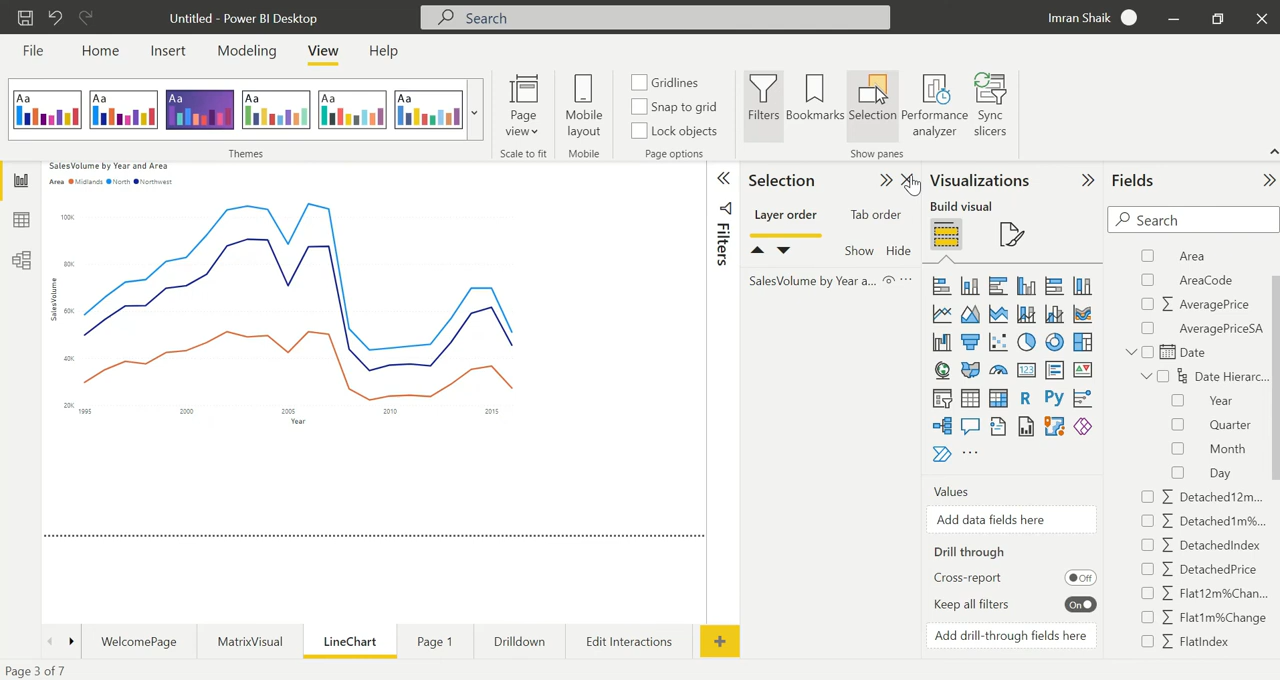 Untitled - Power BI Desktop
Search
Imran Shaik
File
Home
Insert
Modeling
View
Help
Aa
Aa
Aa
Aa
Aa
Aa
Themes
Page view
Scale to fit
Mobile layout
Mobile
Gridlines
Snap to grid
Lock objects
Page options
Filters
Bookmarks
Selection
Performance analyzer
Sync slicers
Show panes
SalesVolume by Year and Area
Area Midlands North Northwest
100K
80K
60K
40K
20K
SalesVolume
1995
2000
2005
2010
2015
Year
Filters
Selection
Layer order
Tab order
Show
Hide
SalesVolume by Year a...
Visualizations
Build visual
123
R
Py
Values
Add data fields here
Drill through
Cross-report
Off
Keep all filters
On
Add drill-through fields here
Fields
Search
Area
AreaCode
AveragePrice
AveragePriceSA
Date
Date Hierarc...
Year
Quarter
Month
Day
Detached12m...
Detached1m%...
DetachedIndex
DetachedPrice
Flat12m%Chan...
Flat1m%Change
FlatIndex
WelcomePage
MatrixVisual
LineChart
Page 1
Drilldown
Edit Interactions
Page 3 of 7